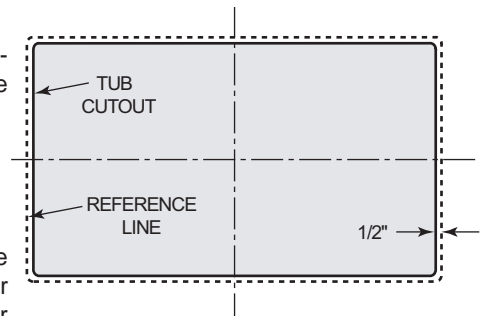 -
e
TUB
CUTOUT
REFERENCE
LINE
1/2"
e
r
r